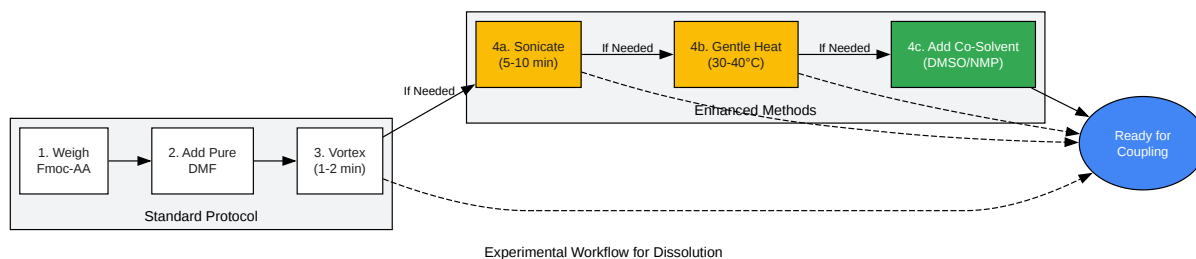 1. Weigh
Fmoc-AA
2. Add Pure
DMF
3. Vortex
(1-2 min)
Standard Protocol
If Needed
4a. Sonicate
(5-10 min)
If Needed
4b. Gentle Heat
(30-40°C)
If Needed
4c. Add Co-Solvent
(DMSO/NMP)
Enhanced Methods
Ready for
Coupling
Experimental Workflow for Dissolution